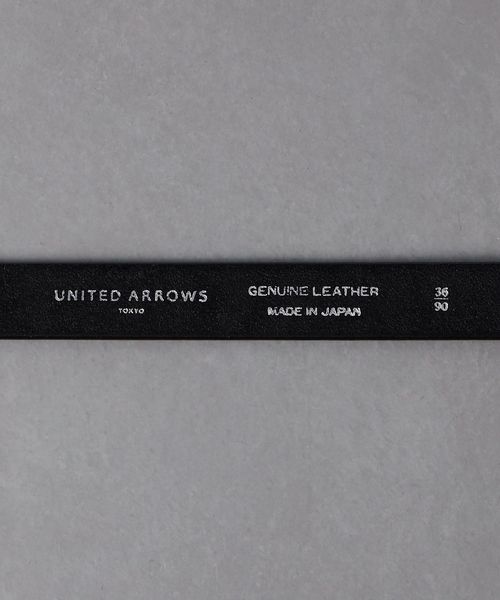 UNITED ARROWS
TOKYO
GENUINE LEATHER
MADE IN JAPAN
36
90